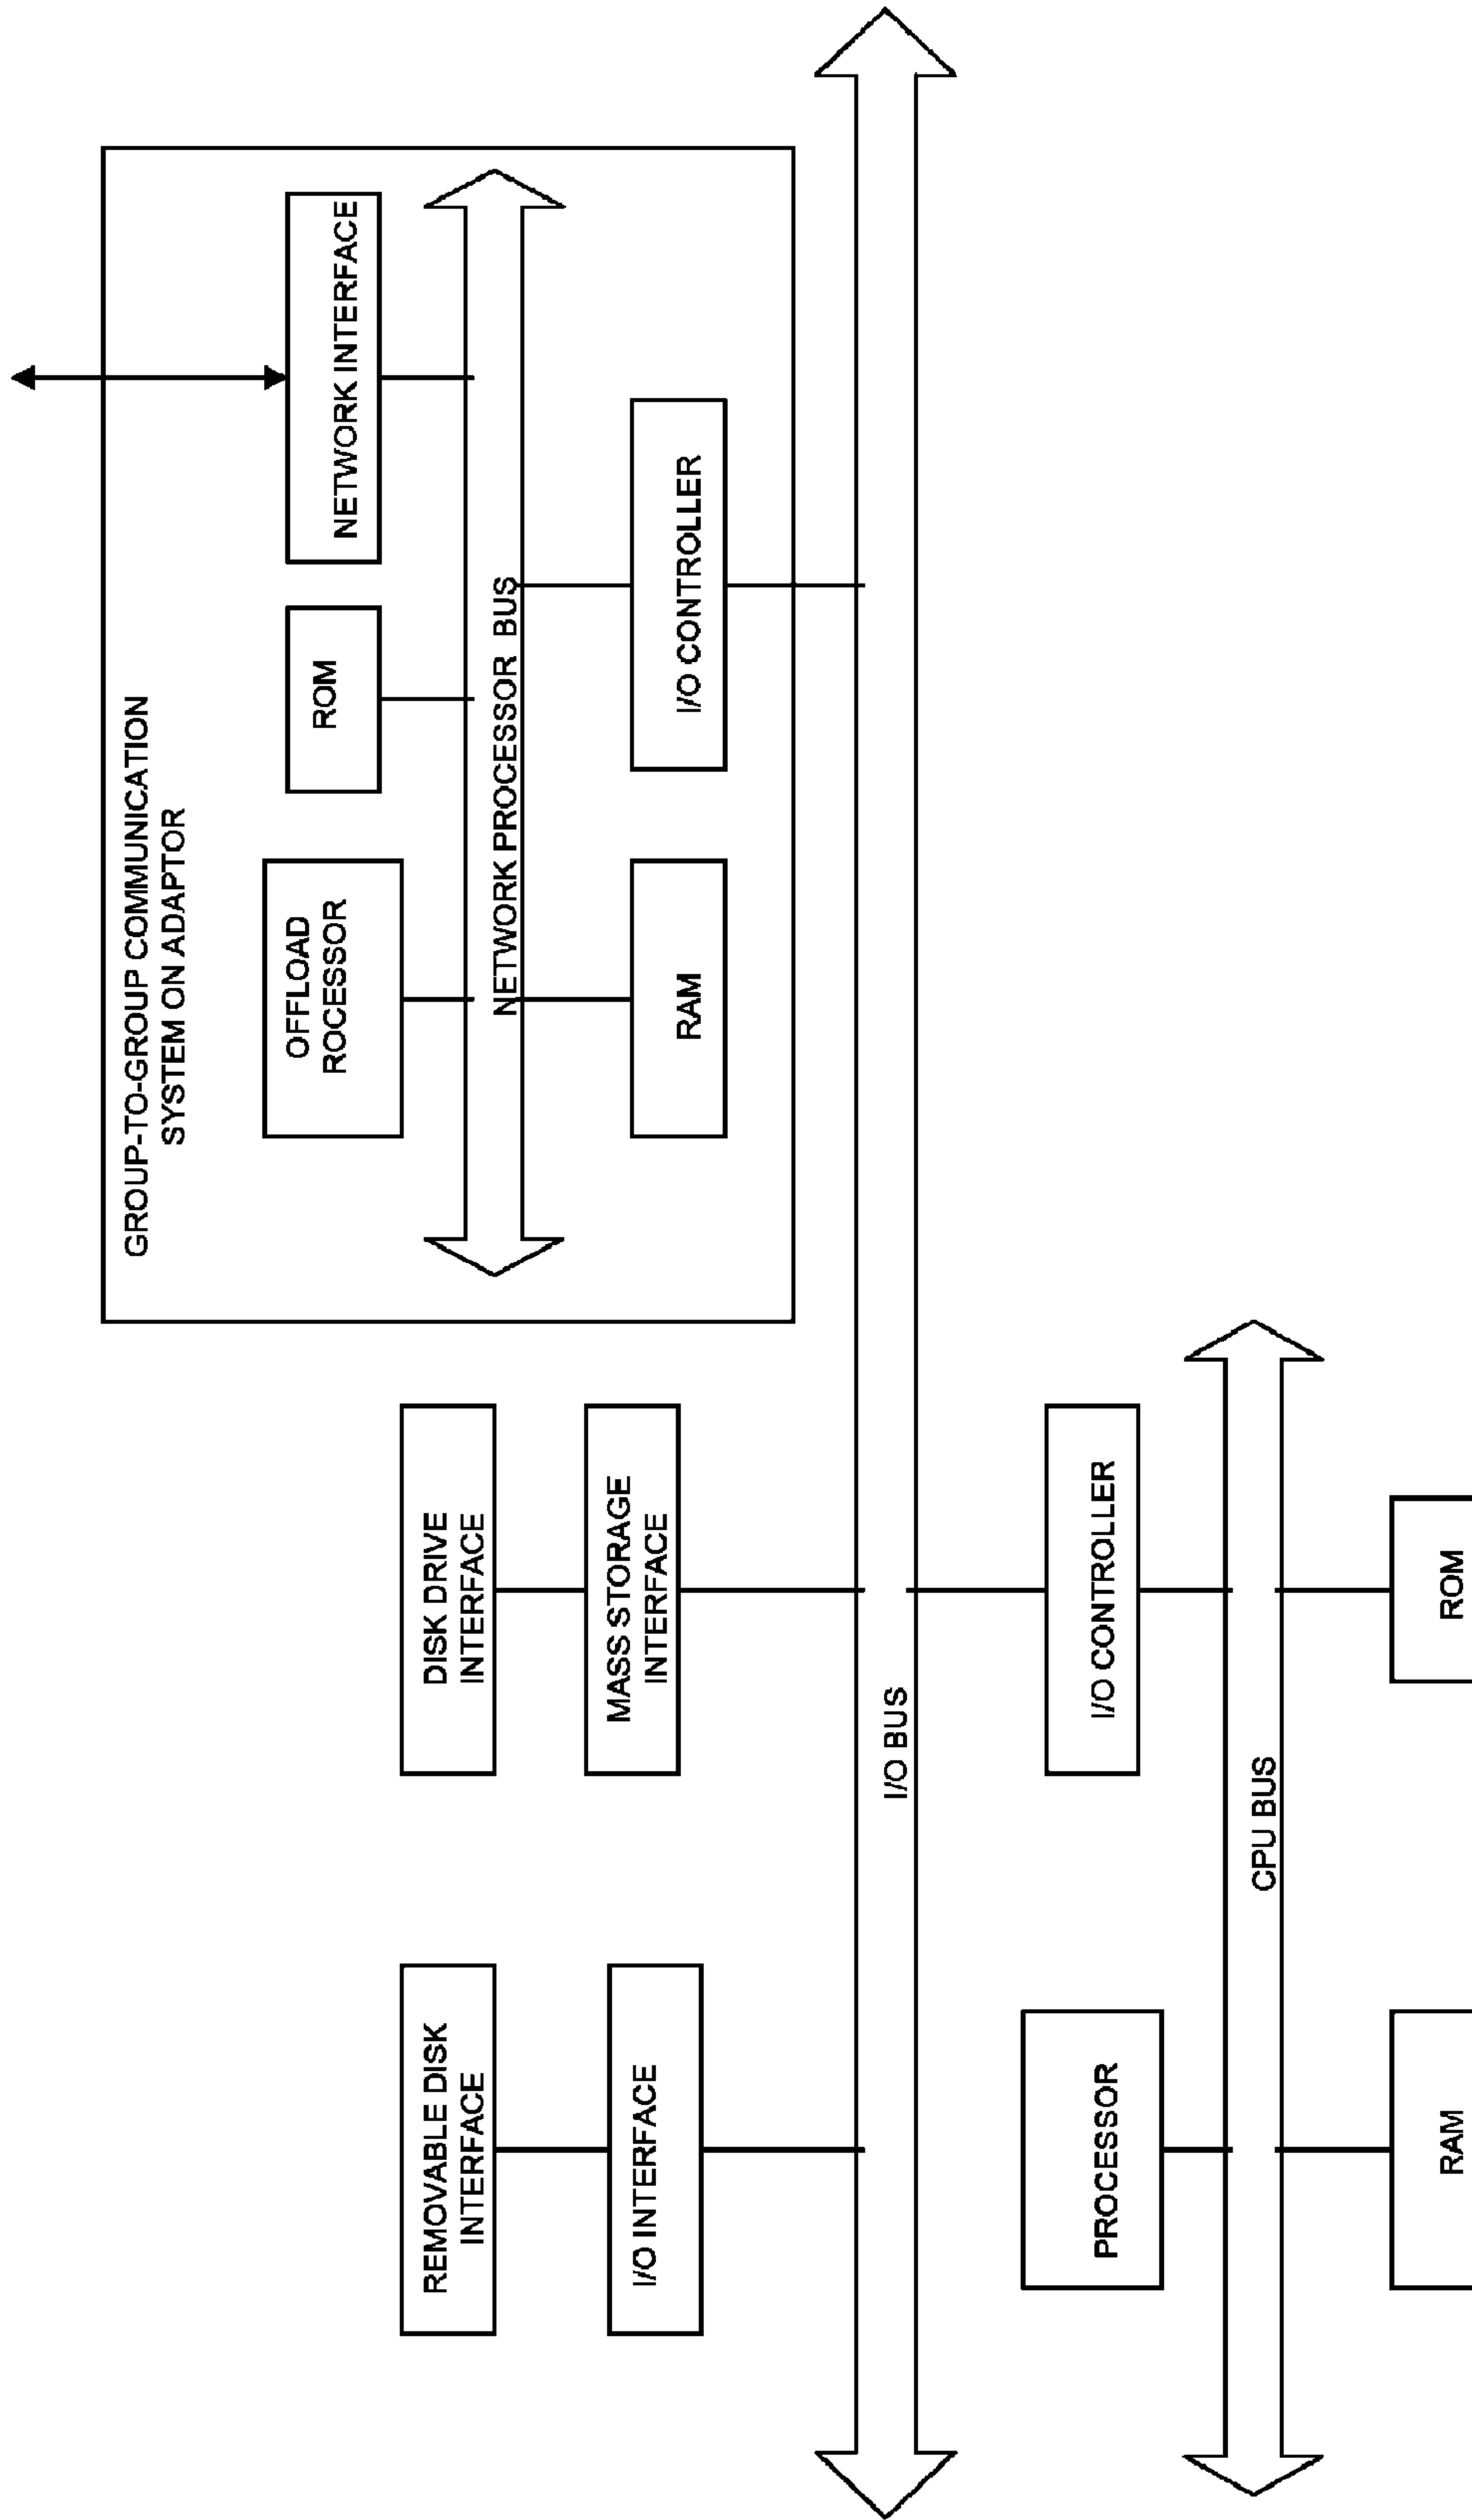 GROUP-TO-GROUP COMMUNICATION
SYSTEM ON ADAPTOR
OFFLOAD
ROCESSOR
ROM
NETWORK INTERFACE
NETWORK PROCESSOR BUS
RAM
I/O CONTROLLER
REMOVABLE DISK
INTERFACE
DISK DRIVE
INTERFACE
I/O INTERFACE
MASS STORAGE
INTERFACE
I/O BUS
PROCESSOR
I/O CONTROLLER
CPU BUS
RAM
ROM